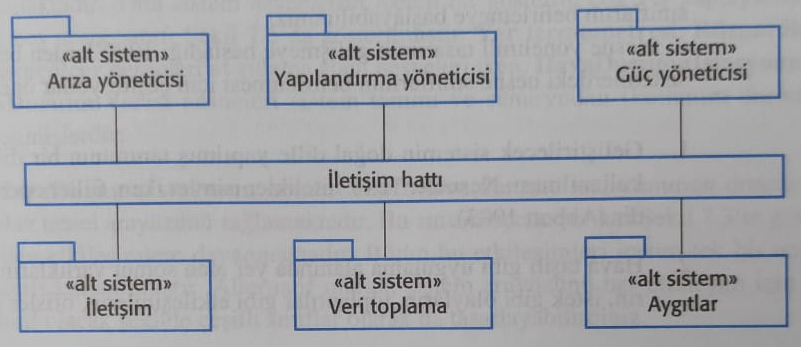 «alt sistem»
Arıza yöneticisi
«alt sistem»
Yapılandırma yöneticisi
«alt sistem»
Güç yöneticisi
İletişim hattı
«alt sistem»
İletişim
«alt sistem»
Veri toplama
«alt sistem»
Aygıtlar